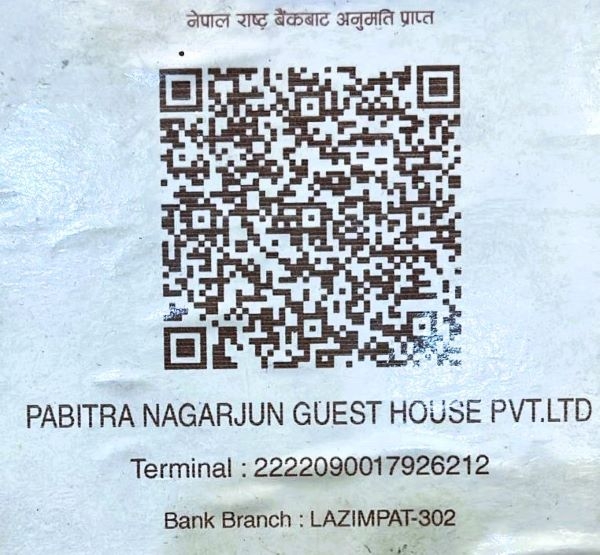 नेपाल राष्ट्र बैंकबाट अनुमति प्राप्त
PABITRA NAGARJUN GUEST HOUSE PVT.LTD
Terminal : 2222090017926212
Bank Branch : LAZIMPAT-302